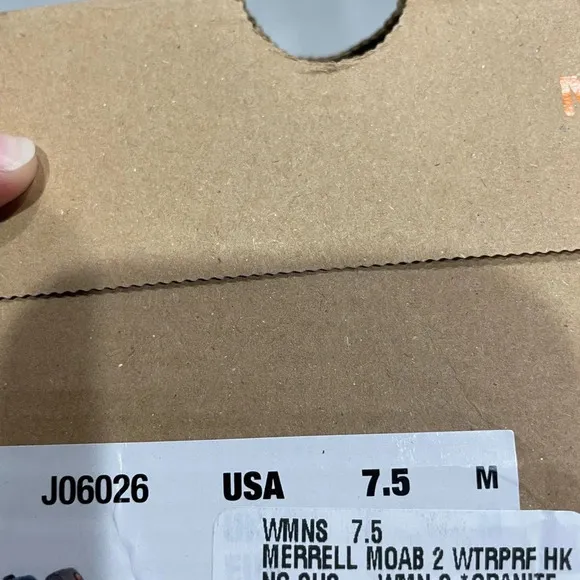 M
J06026 USA 7.5 M
WMNS 7.5
MERRELL MOAB 2 WTRPRF HK